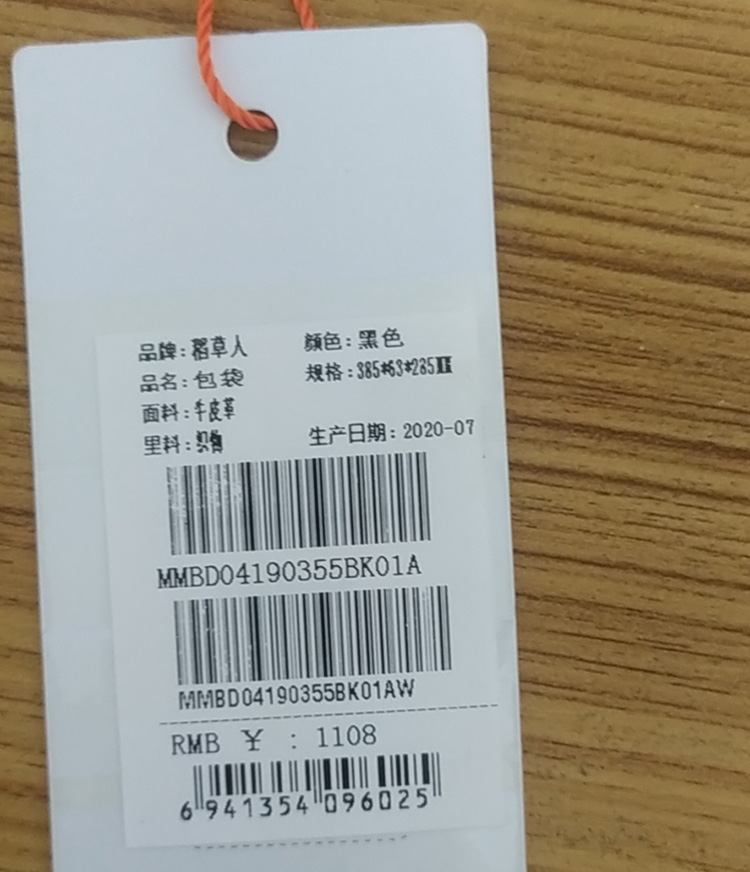 品牌：稻草人 颜色：黑色
品名：包袋 规格：385*63*285
面料：牛皮革
里料：织物 生产日期：2020-07
MMBD04190355BK01A
MMBD04190355BK01AW
RMB ¥ : 1108
6 941354 096025